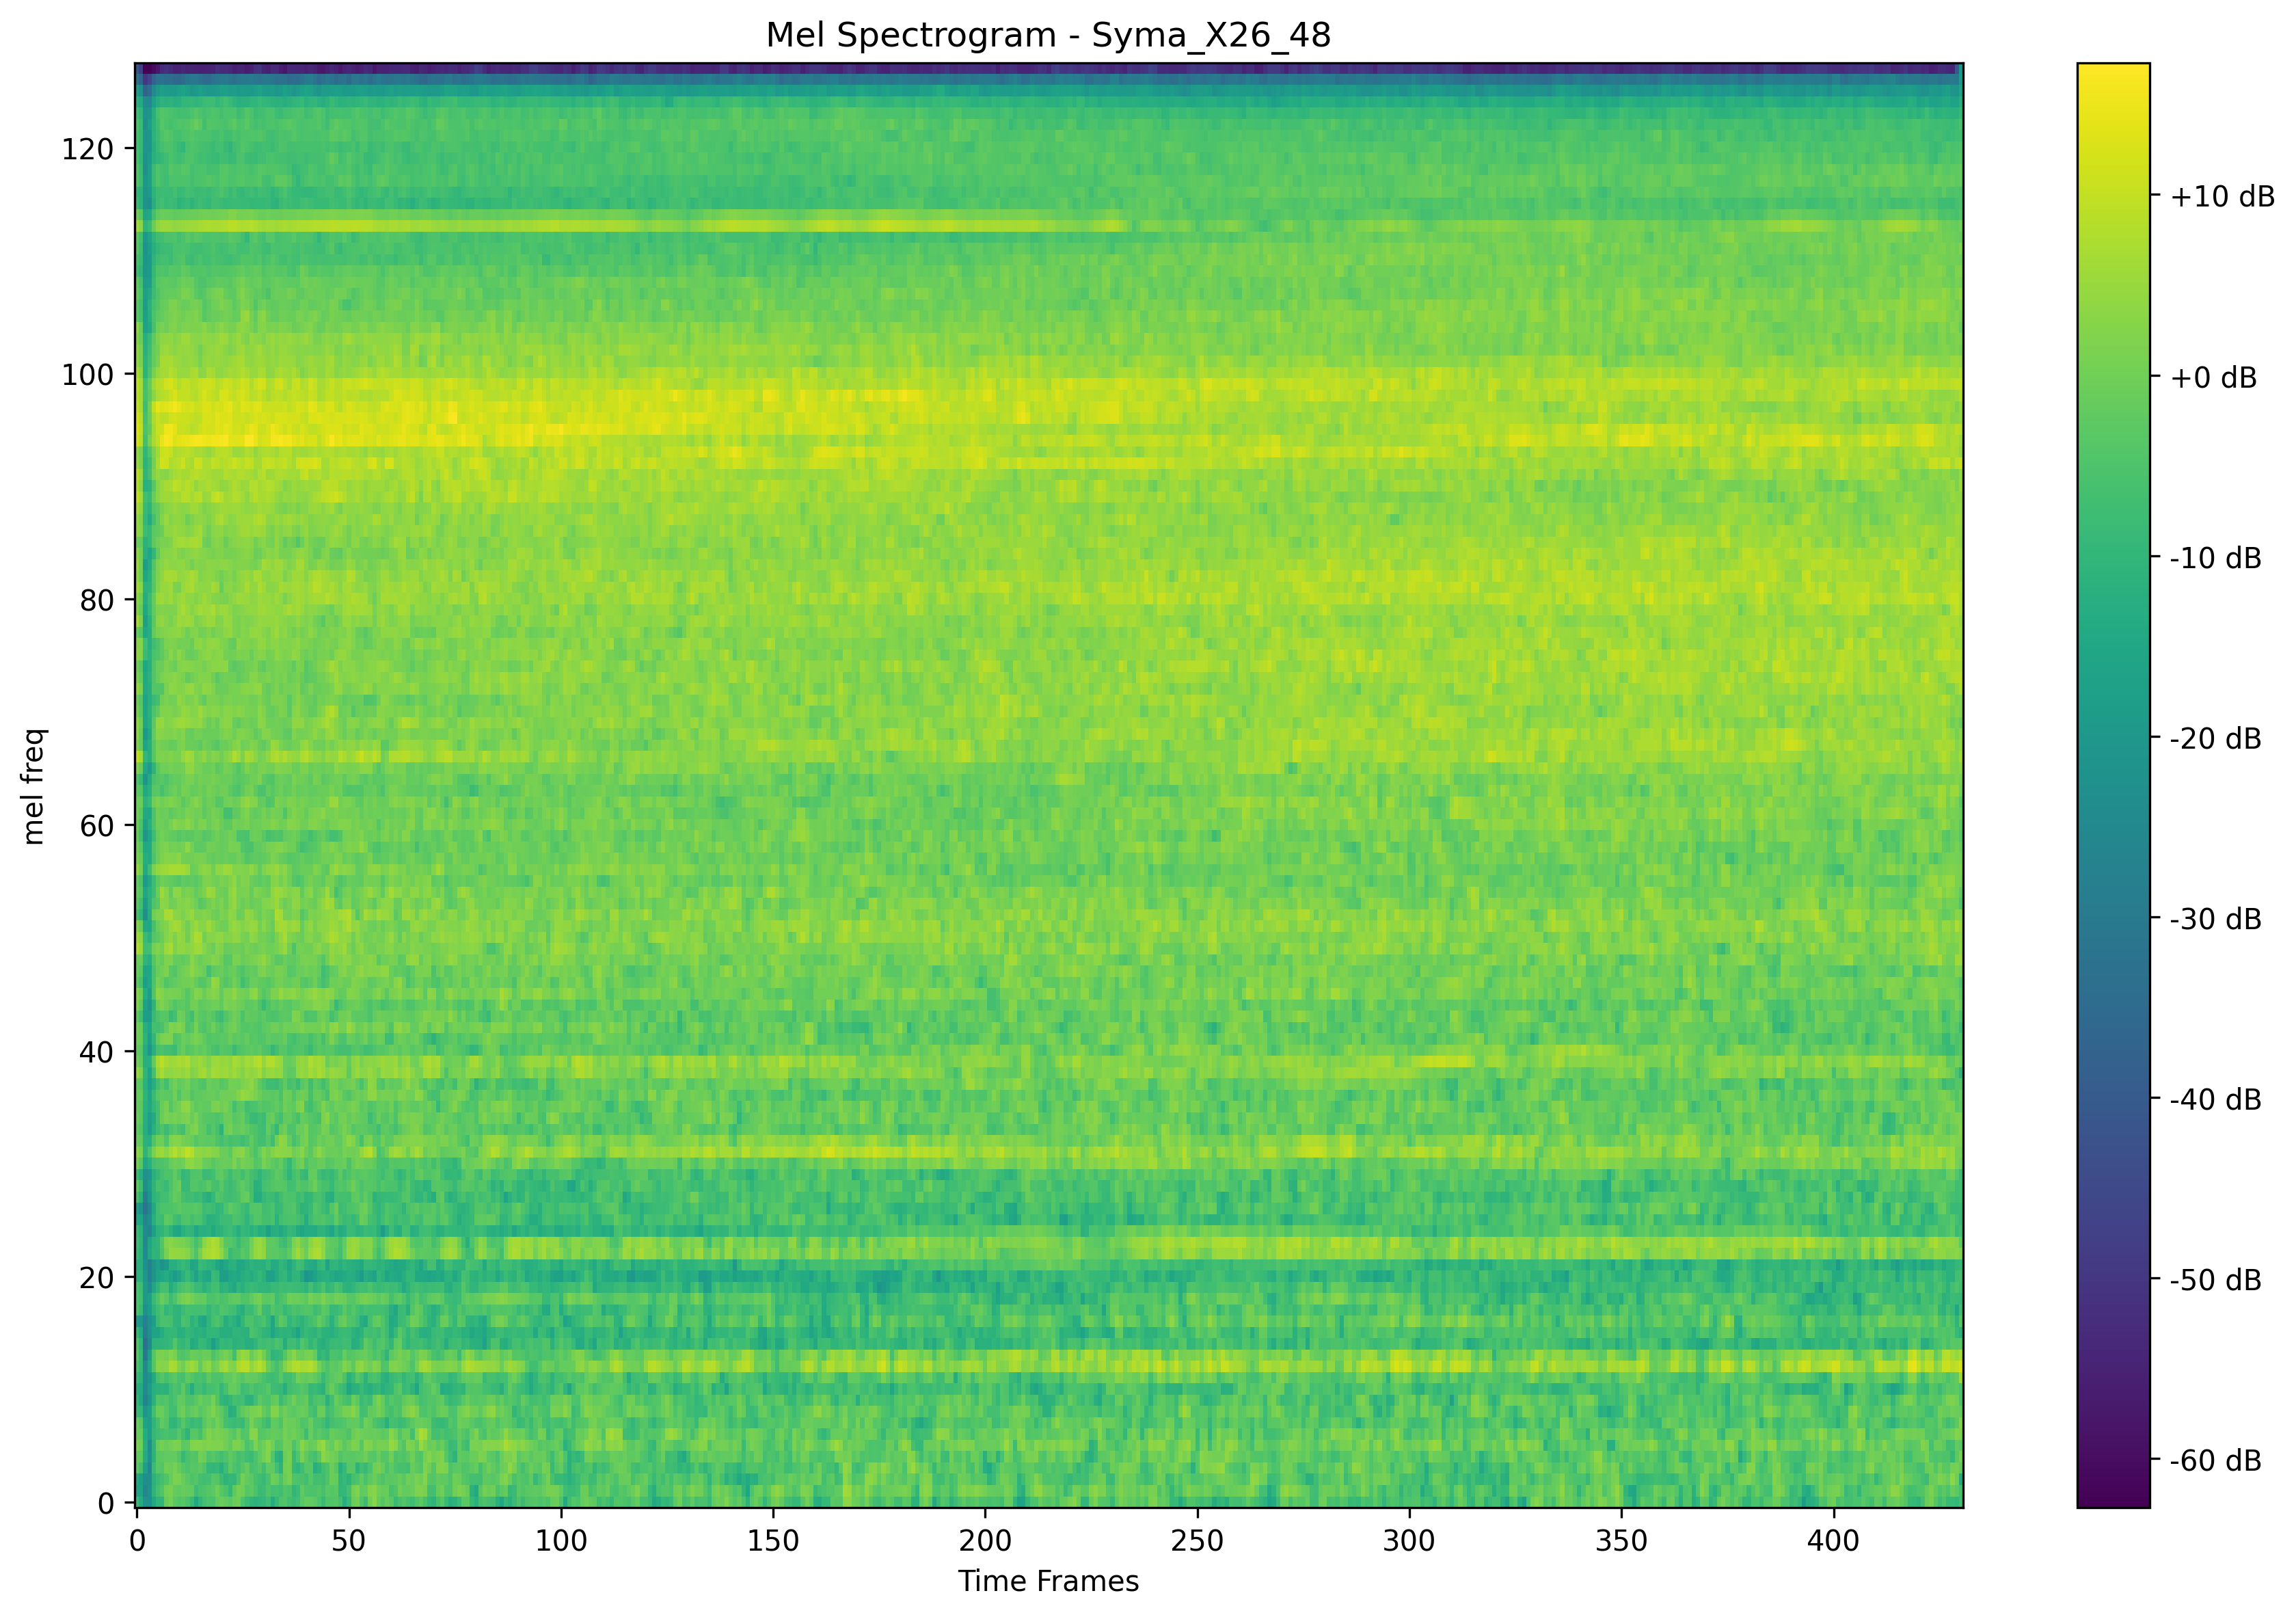 Mel Spectrogram - Syma_X26_48
mel freq
120
100
80
60
40
20
0
0 50 100 150 200 250 300 350 400
Time Frames
+10 dB
+0 dB
-10 dB
-20 dB
-30 dB
-40 dB
-50 dB
-60 dB